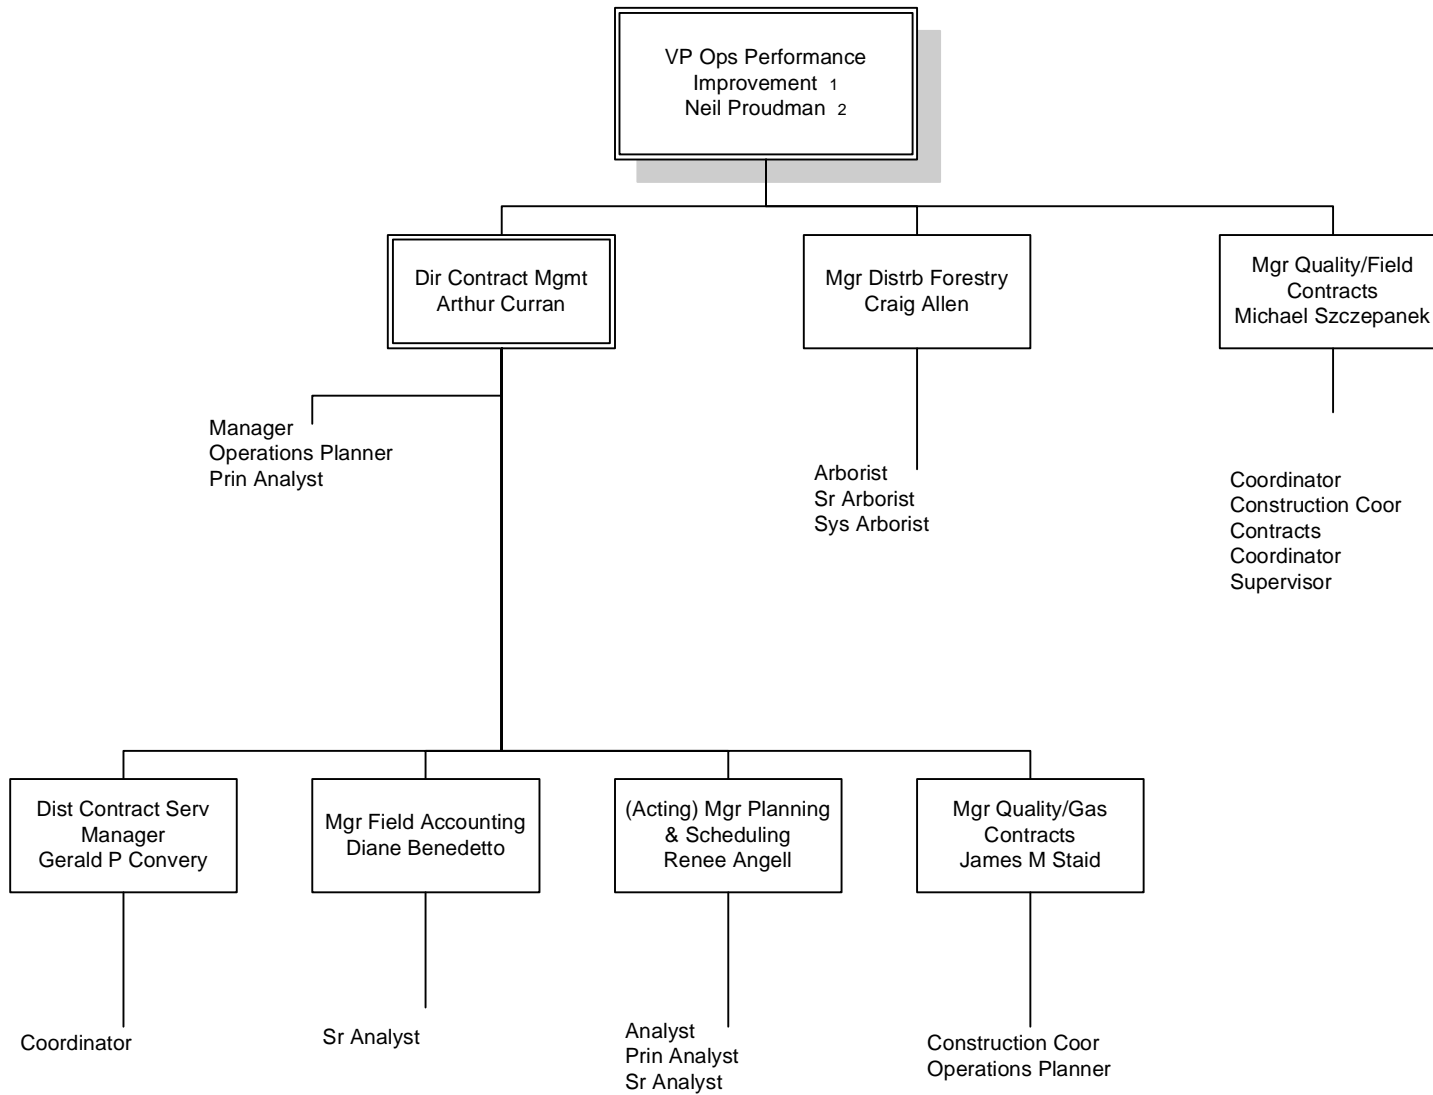 VP Ops Performance
Improvement 1
Neil Proudman 2
Dir Contract Mgmt
Arthur Curran
Mgr Distrb Forestry
Craig Allen
Mgr Quality/Field
Contracts
Michael Szczepanek
Manager
Operations Planner
Prin Analyst
Arborist
Sr Arborist
Sys Arborist
Coordinator
Construction Coor
Contracts
Coordinator
Supervisor
Dist Contract Serv
Manager
Gerald P Convery
Mgr Field Accounting
Diane Benedetto
(Acting) Mgr Planning
& Scheduling
Renee Angell
Mgr Quality/Gas
Contracts
James M Staid
Coordinator
Sr Analyst
Analyst
Prin Analyst
Sr Analyst
Construction Coor
Operations Planner